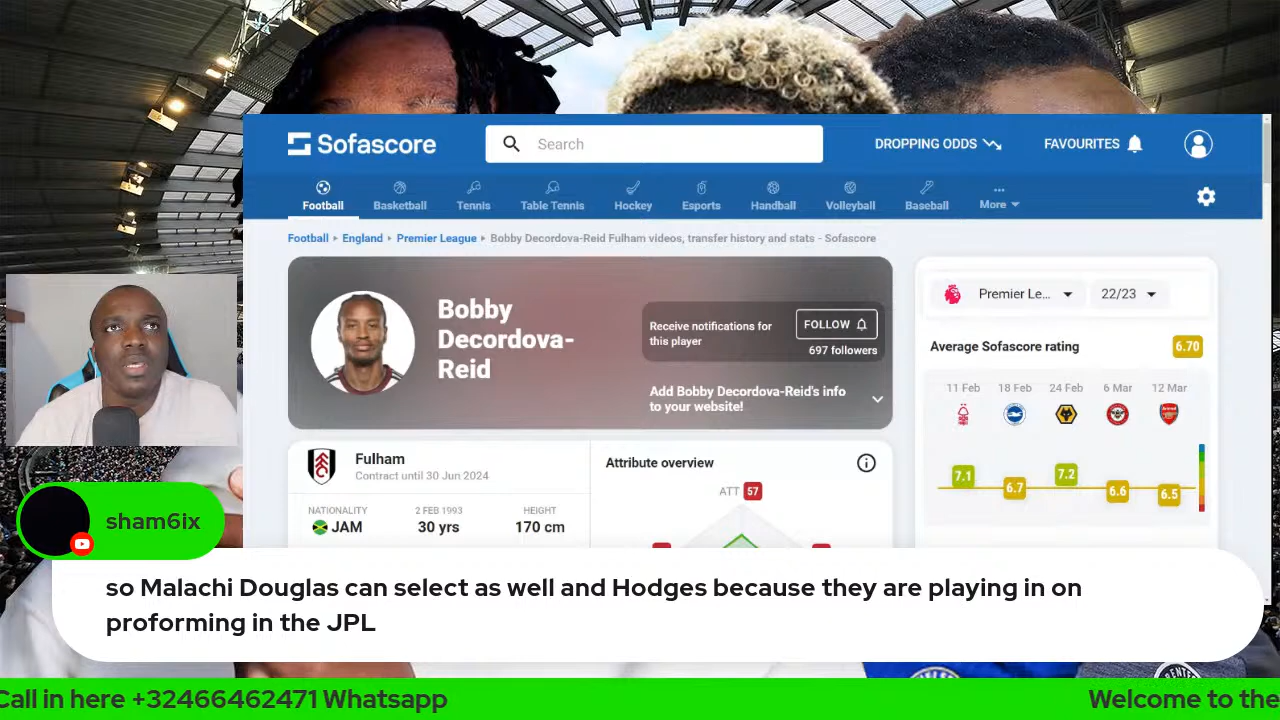 Sofascore
Search
DROPPING ODDS
FAVOURITES
Football
Basketball
Tennis
Table Tennis
Hockey
Esports
Handball
Volleyball
Baseball
More
Football England Premier League Bobby Decordova-Reid Fulham videos, transfer history and stats - Sofascore
Bobby
Decordova-
Reid
Receive notifications for
this player
FOLLOW
697 followers
Add Bobby Decordova-Reid's info
to your website!
Premier Le...
22/23
Average Sofascore rating
6.70
11 Feb
18 Feb
24 Feb
6 Mar
12 Mar
7.1
6.7
7.2
6.6
6.5
Fulham
Contract until 30 Jun 2024
NATIONALITY
JAM
2 FEB 1993
30 yrs
HEIGHT
170 cm
Attribute overview
ATT 57
sham6ix
so Malachi Douglas can select as well and Hodges because they are playing in on
proforming in the JPL
Call in here +32466462471 Whatsapp
Welcome to the